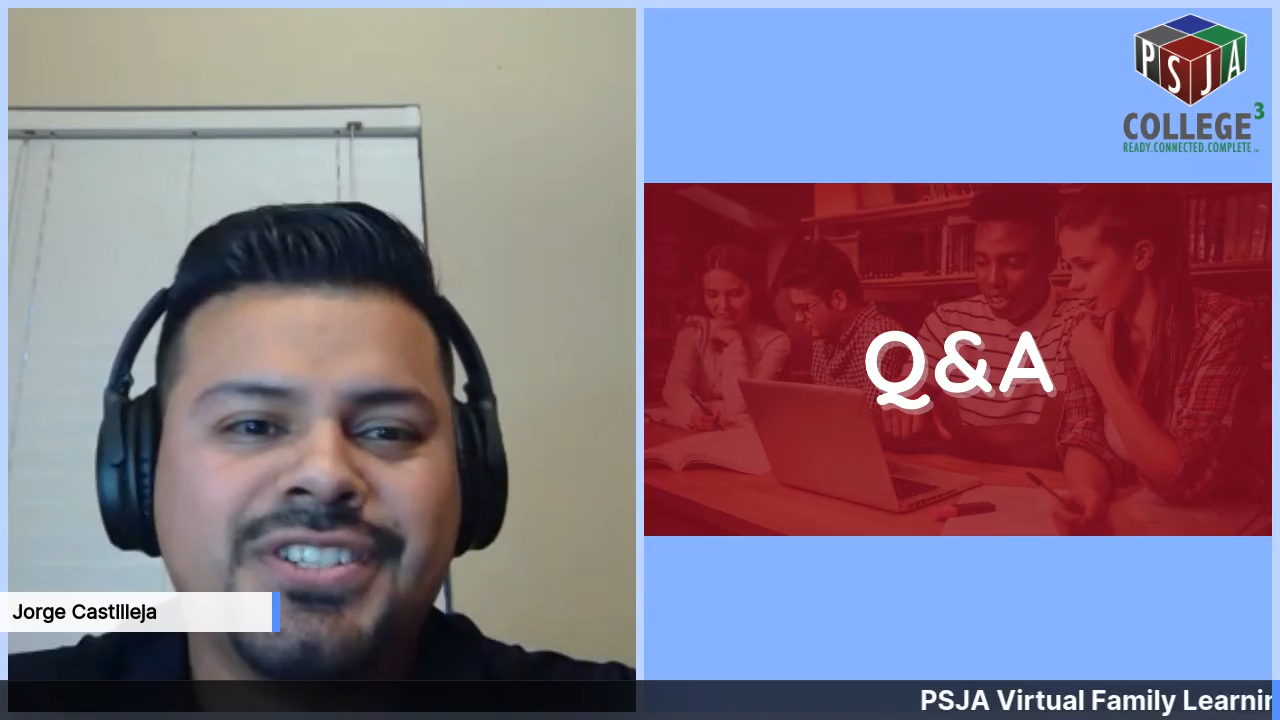 PSJA
COLLEGE³
READY.CONNECTED.COMPLETE
Q&A
Jorge Castilleja
PSJA Virtual Family Learnin